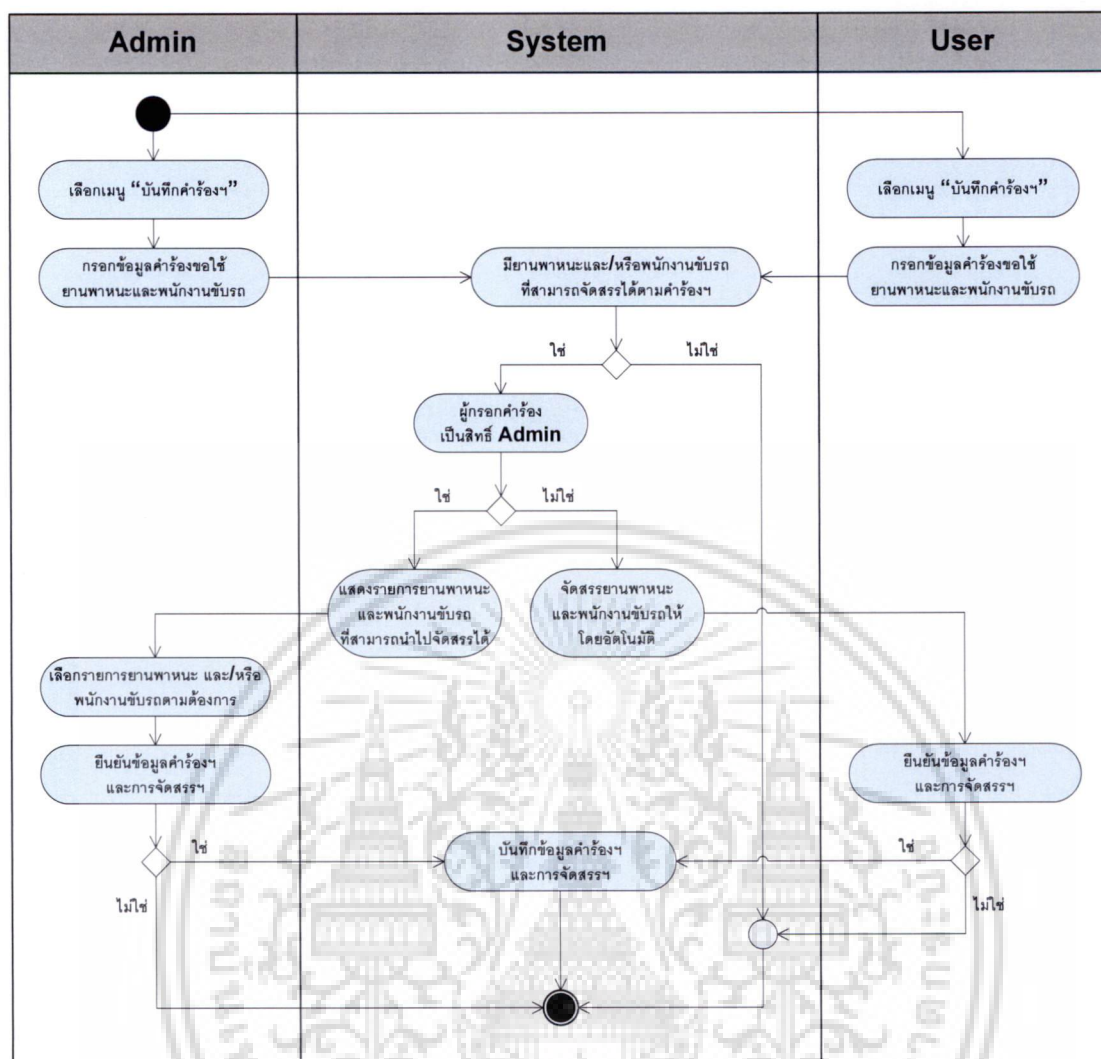 Admin
System
User
เลือกเมนู “บันทึกคำร้องฯ”
เลือกเมนู “บันทึกคำร้องฯ”
กรอกข้อมูลคำร้องขอใช้
ยานพาหนะและพนักงานขับรถ
มียานพาหนะและ/หรือพนักงานขับรถ
ที่สามารถจัดสรรได้ตามคำร้องฯ
กรอกข้อมูลคำร้องขอใช้
ยานพาหนะและพนักงานขับรถ
ใช่
ไม่ใช่
ผู้กรอกคำร้อง
เป็นสิทธิ์ Admin
ใช่
ไม่ใช่
แสดงรายการยานพาหนะ
และพนักงานขับรถ
ที่สามารถนำไปจัดสรรได้
จัดสรรยานพาหนะ
และพนักงานขับรถให้
โดยอัตโนมัติ
เลือกรายการยานพาหนะ และ/หรือ
พนักงานขับรถตามต้องการ
ยืนยันข้อมูลคำร้องฯ
และการจัดสรรฯ
ยืนยันข้อมูลคำร้องฯ
และการจัดสรรฯ
ใช่
บันทึกข้อมูลคำร้องฯ
และการจัดสรรฯ
ใช่
ไม่ใช่
ไม่ใช่